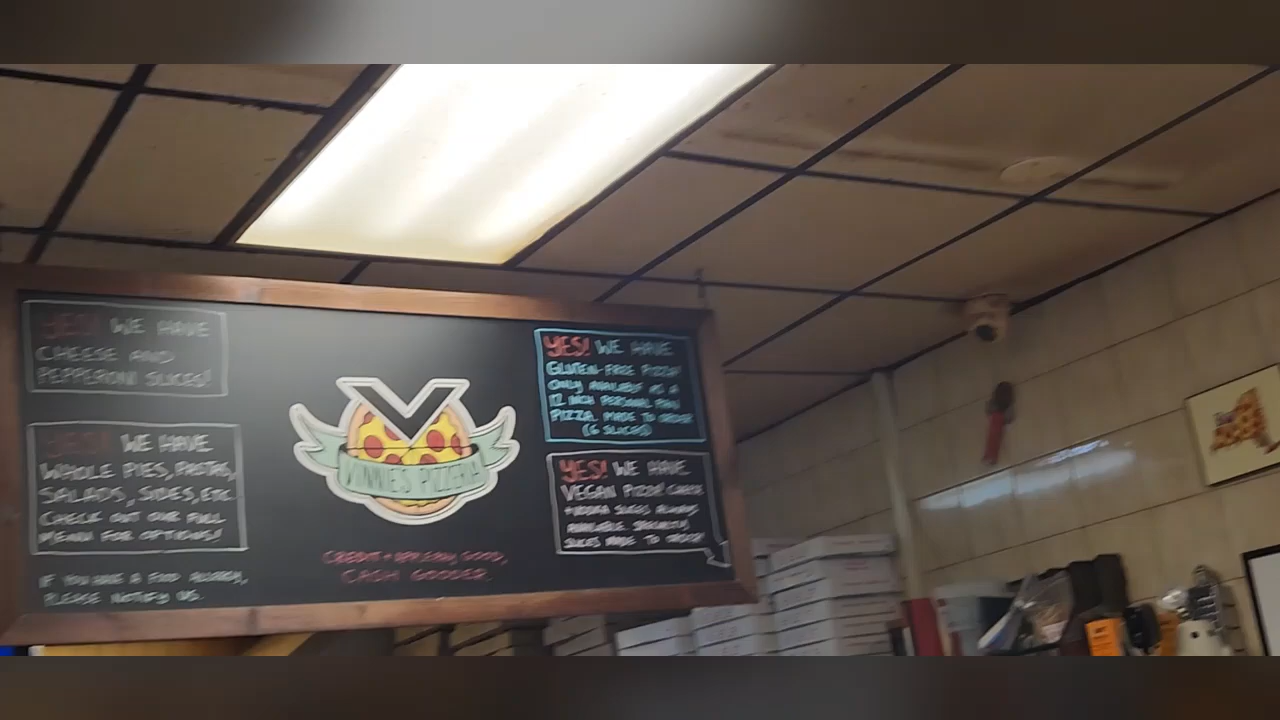 YES! WE HAVE
CHEESE AND
PEPPERONI SLICES!
YES! WE HAVE
WHOLE PIES, PASTAS,
SALADS, SIDES, ETC.
CHECK OUT OUR FULL
MENU FOR OPTIONS!
IF YOU HAVE A FOOD ALLERGY,
PLEASE NOTIFY US.
V
VINNIE'S PIZZERIA
CREDIT + APPLEPAY GOOD,
CASH GOODER.
YES! WE HAVE
GLUTEN-FREE PIZZA!
ONLY AVAILABLE AS A
12 INCH PERSONAL PAN
PIZZA. MADE TO ORDER
(6 SLICES)
YES! WE HAVE
VEGAN PIZZA! CHEESE
+ VODKA SLICES ALWAYS
AVAILABLE. SPECIALTY
SLICES MADE TO ORDER